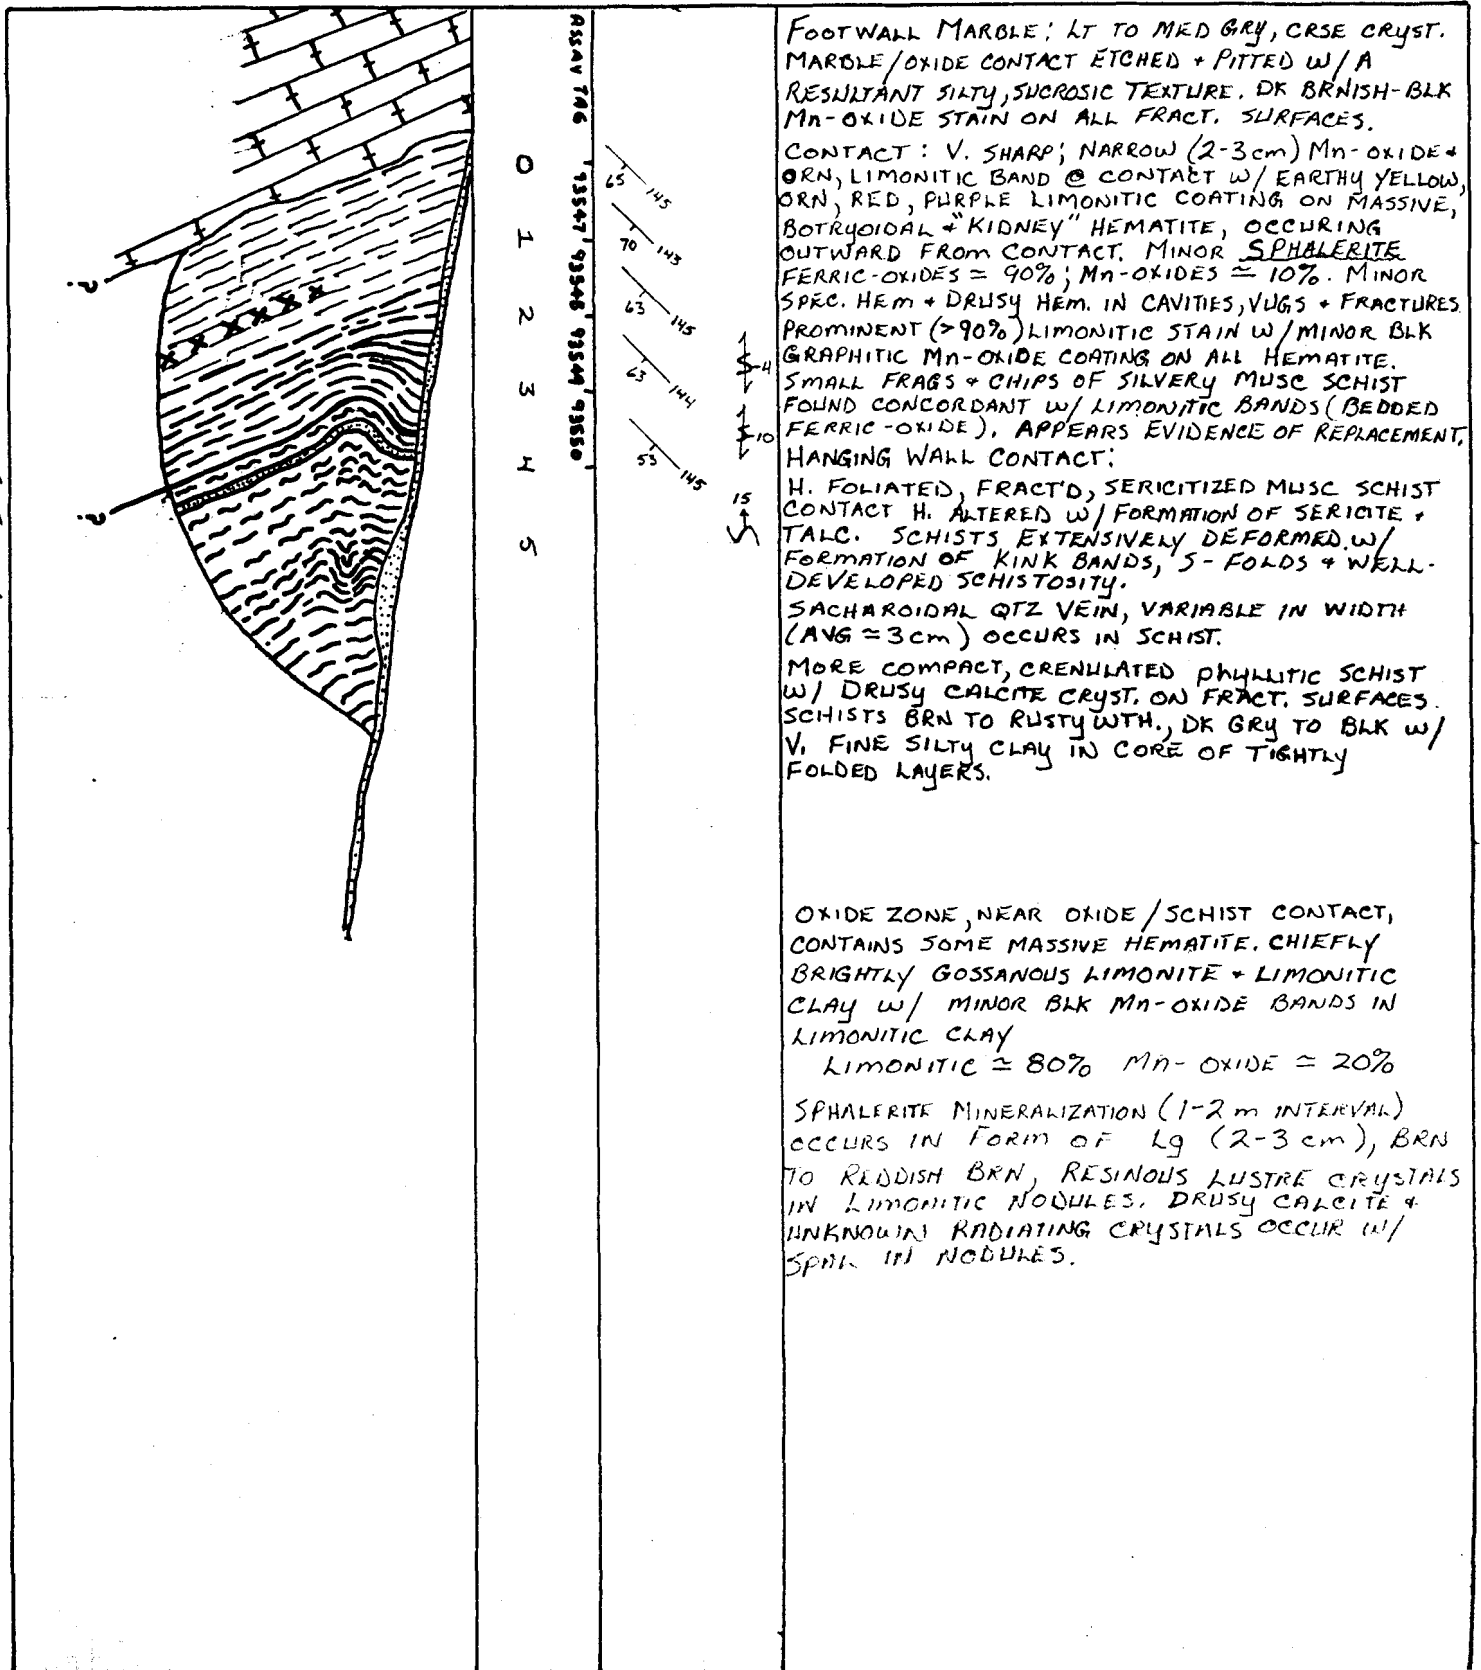 ASSAY TAG 93547 93548 93549 93550
0
1
2
3
4
5
?
?
65 145
70 143
63 145
63 144
53 145
4
10
15
FOOTWALL MARBLE: LT TO MED GRY, CRSE CRYST.
MARBLE/OXIDE CONTACT ETCHED + PITTED W/ A
RESULTANT SILTY, SUCROSIC TEXTURE. DK BRNISH-BLK
Mn-OXIDE STAIN ON ALL FRACT. SURFACES.
CONTACT: V. SHARP; NARROW (2-3cm) Mn-OXIDE +
ORN, LIMONITIC BAND @ CONTACT W/ EARTHY YELLOW,
ORN, RED, PURPLE LIMONITIC COATING ON MASSIVE,
BOTRYOIDAL + "KIDNEY" HEMATITE, OCCURING
OUTWARD FROM CONTACT. MINOR SPHALERITE
FERRIC-OXIDES ≃ 90%; Mn-OXIDES ≃ 10%. MINOR
SPEC. HEM + DRUSY HEM. IN CAVITIES, VUGS + FRACTURES
PROMINENT (>90%) LIMONITIC STAIN W/ MINOR BLK
GRAPHITIC Mn-OXIDE COATING ON ALL HEMATITE.
SMALL FRAGS + CHIPS OF SILVERY MUSC SCHIST
FOUND CONCORDANT W/ LIMONITIC BANDS (BEDDED
FERRIC-OXIDE). APPEARS EVIDENCE OF REPLACEMENT.
HANGING WALL CONTACT:
H. FOLIATED, FRACT'D, SERICITIZED MUSC SCHIST
CONTACT H. ALTERED W/ FORMATION OF SERICITE +
TALC. SCHISTS EXTENSIVELY DEFORMED W/
FORMATION OF KINK BANDS, S-FOLDS + WELL-
DEVELOPED SCHISTOSITY.
SACHAROIDAL QTZ VEIN, VARIABLE IN WIDTH
(AVG ≃ 3cm) OCCURS IN SCHIST.
MORE COMPACT, CRENULATED PHYLLITIC SCHIST
W/ DRUSY CALCITE CRYST. ON FRACT. SURFACES.
SCHISTS BRN TO RUSTY WTH., DK GRY TO BLK W/
V. FINE SILTY CLAY IN CORE OF TIGHTLY
FOLDED LAYERS.
OXIDE ZONE, NEAR OXIDE/SCHIST CONTACT,
CONTAINS SOME MASSIVE HEMATITE. CHIEFLY
BRIGHTLY GOSSANOUS LIMONITE + LIMONITIC
CLAY W/ MINOR BLK Mn-OXIDE BANDS IN
LIMONITIC CLAY
LIMONITIC ≃ 80% Mn-OXIDE ≃ 20%
SPHALERITE MINERALIZATION (1-2 m INTERVAL)
OCCURS IN FORM OF Lg (2-3 cm), BRN
TO REDDISH BRN, RESINOUS LUSTRE CRYSTALS
IN LIMONITIC NODULES. DRUSY CALCITE +
UNKNOWN RADIATING CRYSTALS OCCUR W/
SPHAL IN NODULES.